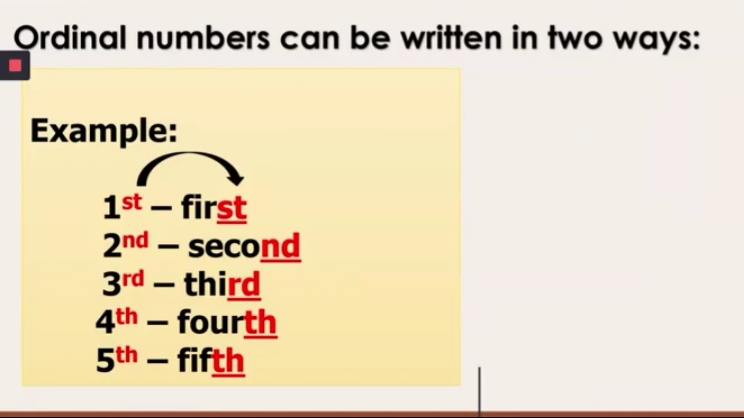 Ordinal numbers can be written in two ways:
Example:
1st – first
2nd – second
3rd – third
4th – fourth
5th – fifth